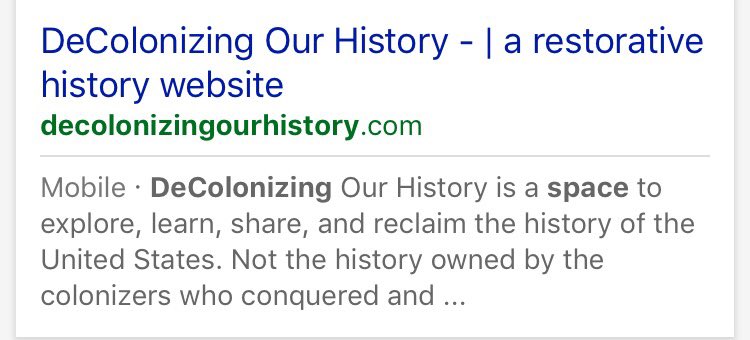 DeColonizing Our History - | a restorative
history website
decolonizingourhistory.com
Mobile · DeColonizing Our History is a space to
explore, learn, share, and reclaim the history of the
United States. Not the history owned by the
colonizers who conquered and ...